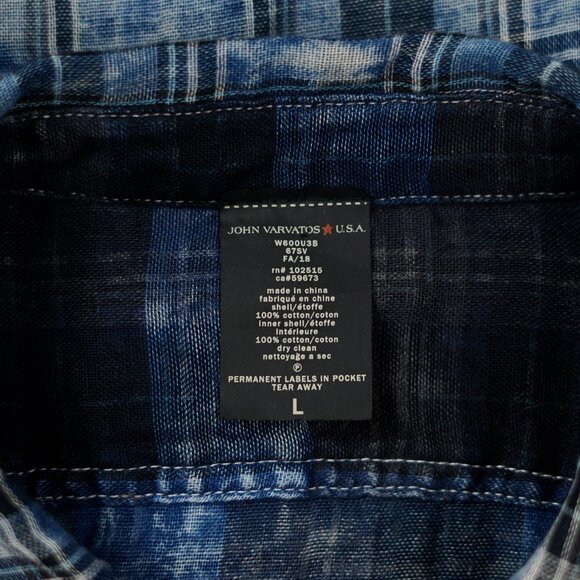 JOHN VARVATOS ★ U.S.A.
W600U3B
67SV
FA/18
rn# 102515
ca#59673
made in china
fabriqué en chine
shell/étoffe
100% cotton/coton
inner shell/étoffe
intérieure
100% cotton/coton
dry clean
nettoyage a sec
P
PERMANENT LABELS IN POCKET
TEAR AWAY
L